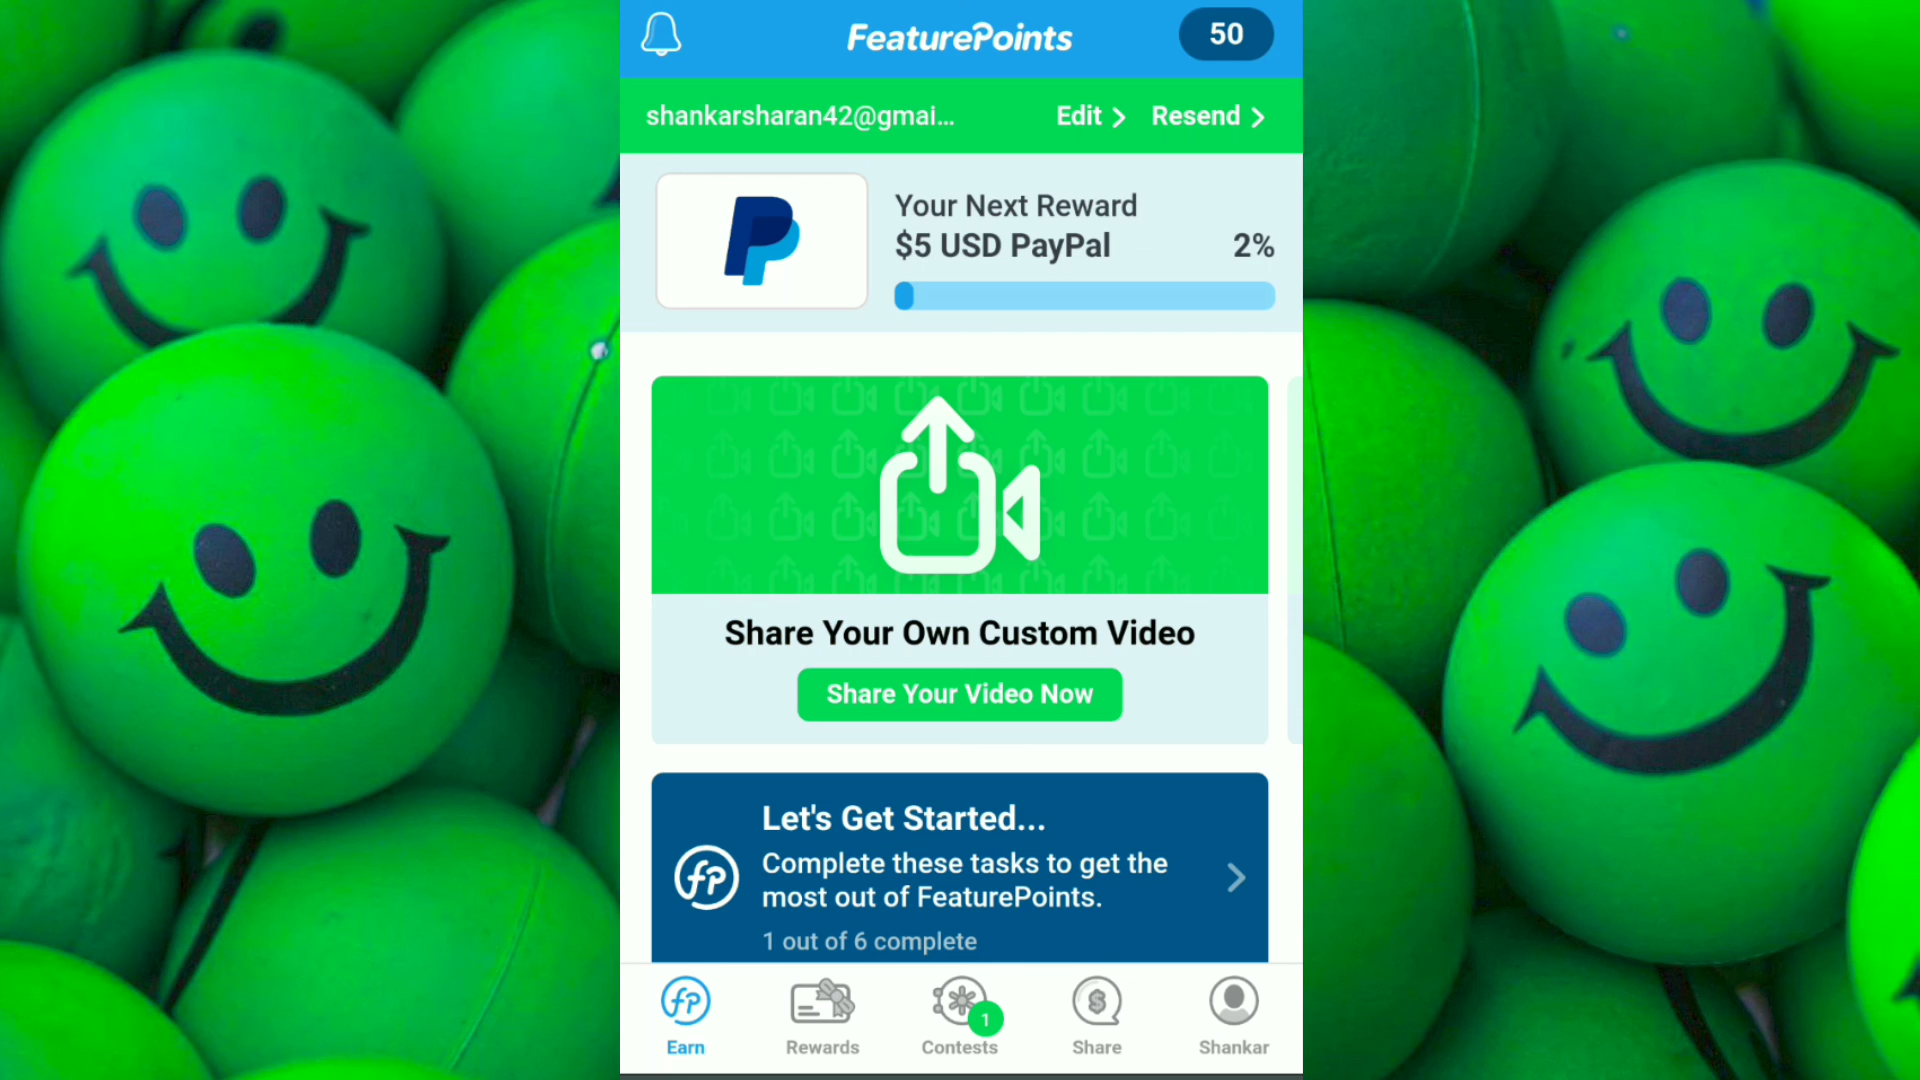 FeaturePoints
50
shankarsharan42@gmai...
Edit
Resend
Your Next Reward
$5 USD PayPal
2%
Share Your Own Custom Video
Share Your Video Now
Let's Get Started...
fp
Complete these tasks to get the
most out of FeaturePoints.
1 out of 6 complete
fp
$
1
Earn
Rewards
Contests
Share
Shankar